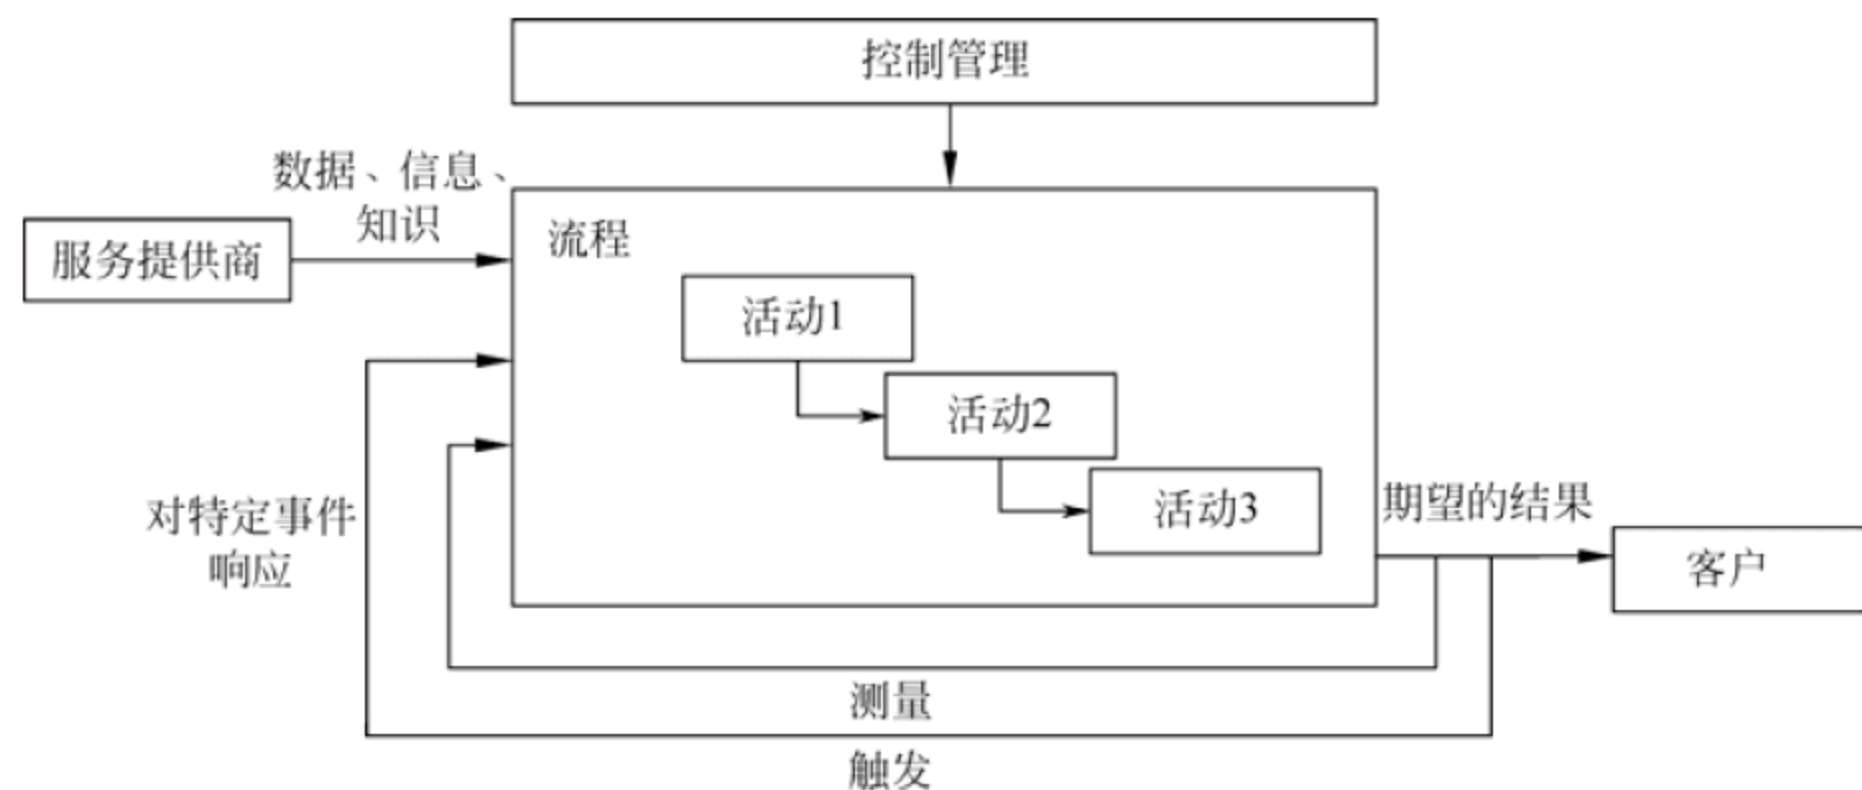 控制管理
数据、信息、
知识
服务提供商
流程
活动1
活动2
活动3
期望的结果
客户
对特定事件
响应
测量
触发